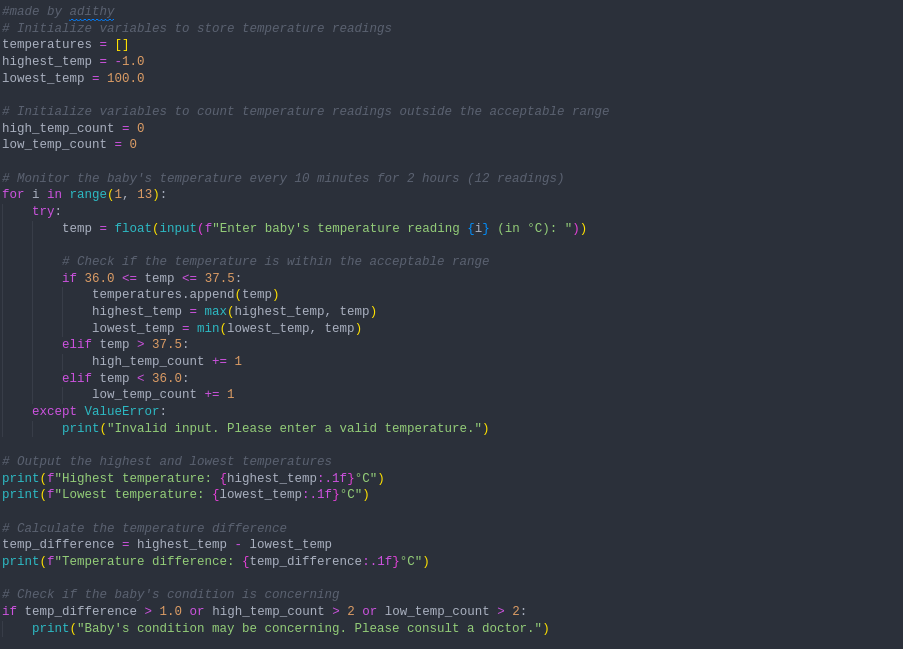 #made by adithy
# Initialize variables to store temperature readings
temperatures = []
highest_temp = -1.0
lowest_temp = 100.0

# Initialize variables to count temperature readings outside the acceptable range
high_temp_count = 0
low_temp_count = 0

# Monitor the baby's temperature every 10 minutes for 2 hours (12 readings)
for i in range(1, 13):
    try:
        temp = float(input(f"Enter baby's temperature reading {i} (in °C): "))

        # Check if the temperature is within the acceptable range
        if 36.0 <= temp <= 37.5:
            temperatures.append(temp)
            highest_temp = max(highest_temp, temp)
            lowest_temp = min(lowest_temp, temp)
        elif temp > 37.5:
            high_temp_count += 1
        elif temp < 36.0:
            low_temp_count += 1
    except ValueError:
        print("Invalid input. Please enter a valid temperature.")

# Output the highest and lowest temperatures
print(f"Highest temperature: {highest_temp:.1f}°C")
print(f"Lowest temperature: {lowest_temp:.1f}°C")

# Calculate the temperature difference
temp_difference = highest_temp - lowest_temp
print(f"Temperature difference: {temp_difference:.1f}°C")

# Check if the baby's condition is concerning
if temp_difference > 1.0 or high_temp_count > 2 or low_temp_count > 2:
    print("Baby's condition may be concerning. Please consult a doctor.")